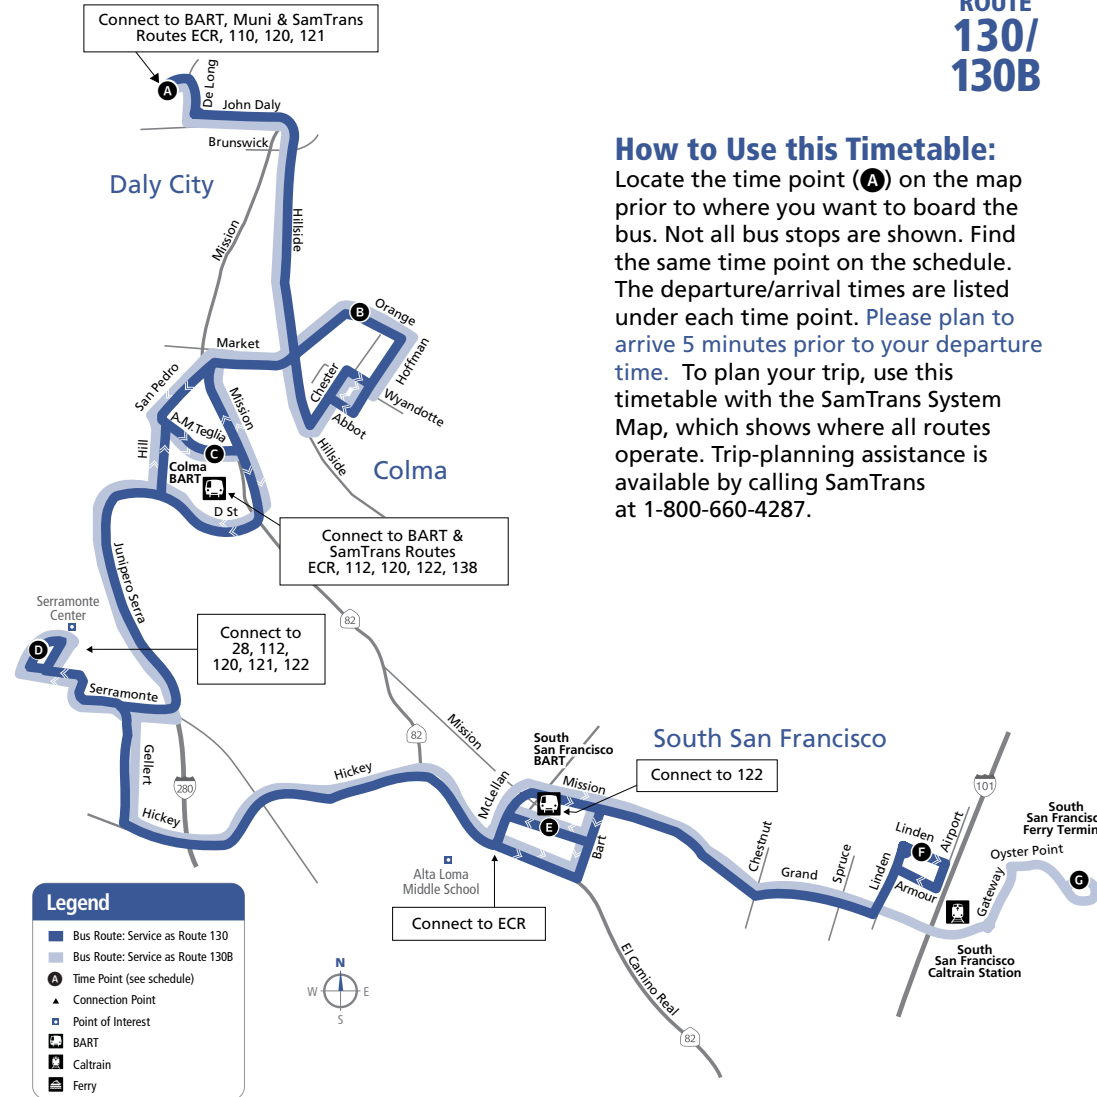 ROUTE
130/
130B
Connect to BART, Muni & SamTrans
Routes ECR, 110, 120, 121
A
De Long
John Daly
Brunswick
Daly City
Mission
Hillside
How to Use this Timetable:
Locate the time point (A) on the map
prior to where you want to board the
bus. Not all bus stops are shown. Find
the same time point on the schedule.
The departure/arrival times are listed
under each time point. Please plan to
arrive 5 minutes prior to your departure
time. To plan your trip, use this
timetable with the SamTrans System
Map, which shows where all routes
operate. Trip-planning assistance is
available by calling SamTrans
at 1-800-660-4287.
B
Orange
Market
Hoffman
San Pedro
Chester
Wyandotte
Mission
A.M.Teglia
Abbot
Hill
C
Hillside
Colma
BART
Colma
D St
Connect to BART &
SamTrans Routes
ECR, 112, 120, 122, 138
Junipero Serra
Serramonte
Center
82
D
Connect to
28, 112,
120, 121, 122
Serramonte
Gellert
280
Hickey
Hickey
82
Mission
McLellan
South
San Francisco
BART
South San Francisco
Connect to 122
Mission
E
Bart
101
Alta Loma
Middle School
Connect to ECR
Chestnut
Grand
Spruce
Linden
Linden
F
Airport
Armour
South
San Francisc
Ferry Termin
Oyster Point
G
Gateway
South
San Francisco
Caltrain Station
El Camino Real
82
N
W
E
S
Legend
Bus Route: Service as Route 130
Bus Route: Service as Route 130B
A Time Point (see schedule)
Connection Point
Point of Interest
BART
Caltrain
Ferry